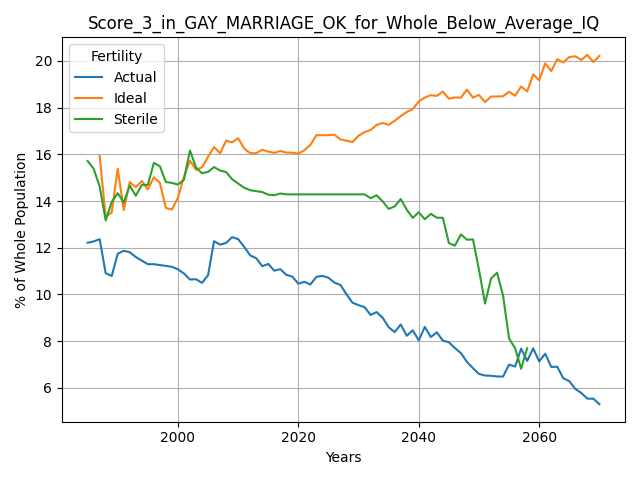 Score_3_in_GAY_MARRIAGE_OK_for_Whole_Below_Average_IQ
Fertility
Actual
Ideal
Sterile
% of Whole Population
20
18
16
14
12
10
8
6
2000
2020
2040
2060
Years